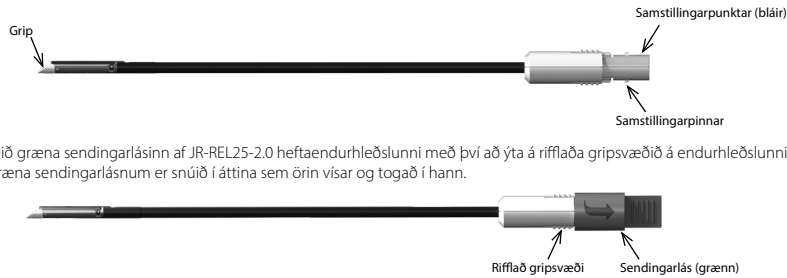 Samstillingarpunktar (bláir)
Grip
Samstillingarpinnar
ið græna sendingarlásinn af JR-REL25-2.0 heftaendurhleðslunni með því að ýta á rifflaða gripsvæðið á endurhleðslunni
ræna sendingarlásnum er snúið í áttina sem örin vísar og togað í hann.
Rifflað gripsvæði
Sendingarlás (grænn)